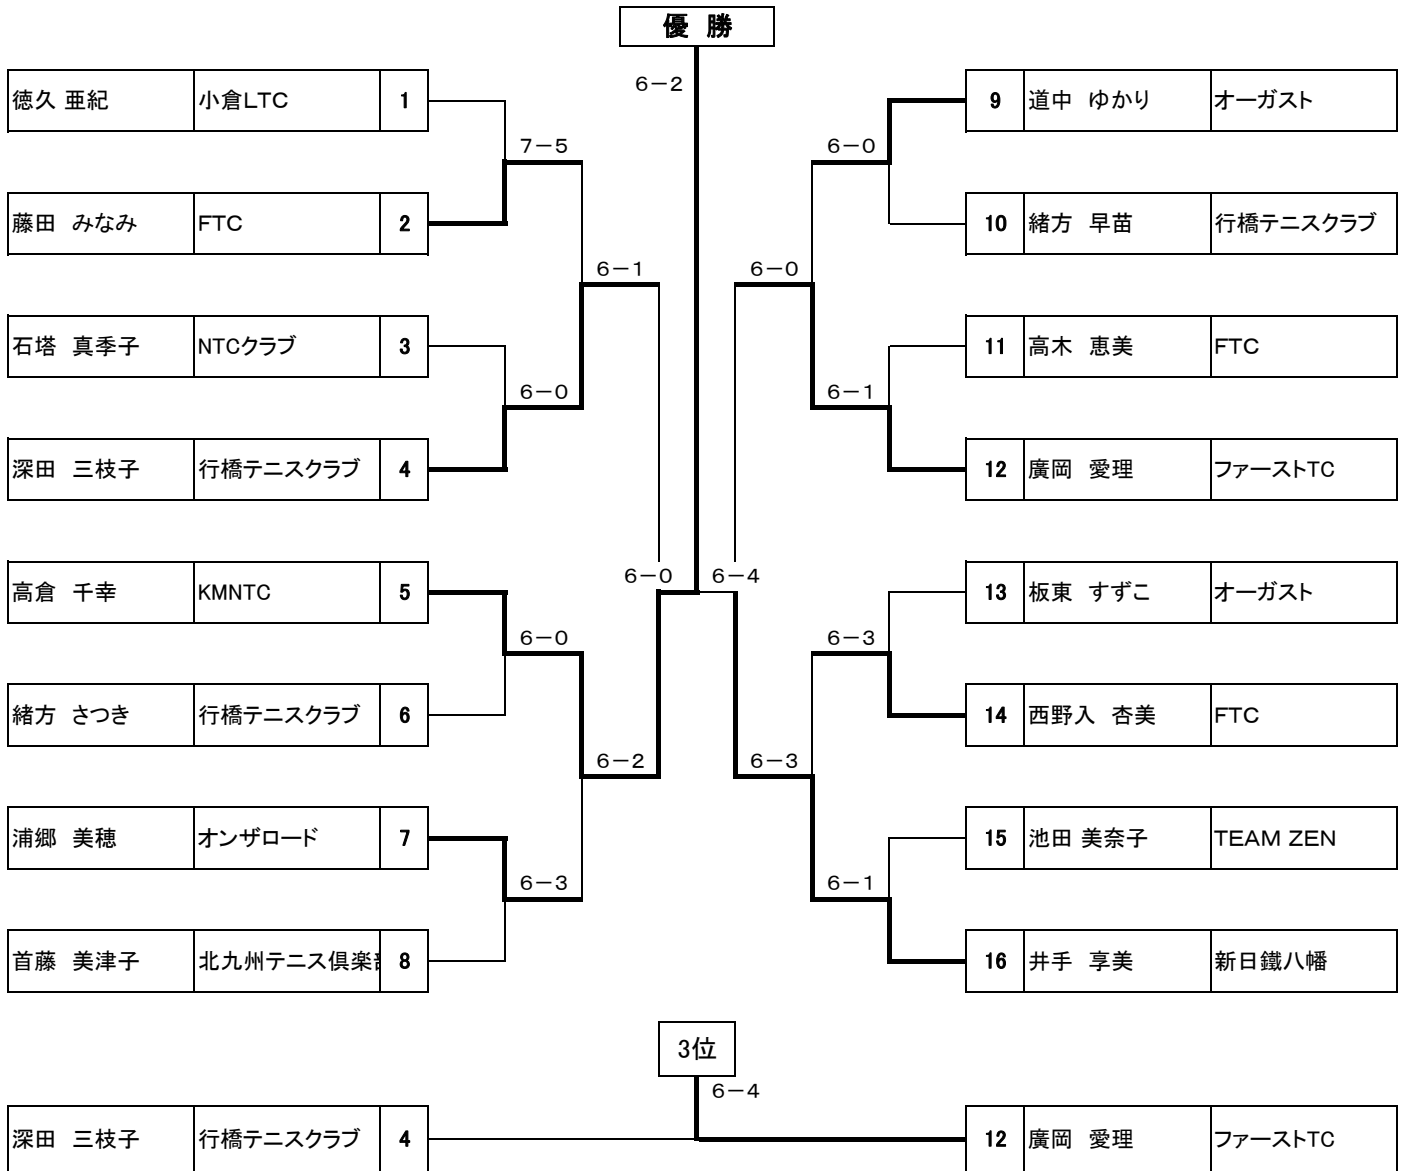 優 勝
6-2
徳久 亜紀 小倉LTC 1
9 道中 ゆかり オーガスト
7-5
6-0
藤田 みなみ FTC 2
10 緒方 早苗 行橋テニスクラブ
6-1
6-0
石塔 真季子 NTCクラブ 3
11 高木 恵美 FTC
6-0
6-1
深田 三枝子 行橋テニスクラブ 4
12 廣岡 愛理 ファーストTC
6-0
6-4
高倉 千幸 KMNTC 5
13 板東 すずこ オーガスト
6-0
6-3
緒方 さつき 行橋テニスクラブ 6
14 西野入 杏美 FTC
6-2
6-3
浦郷 美穂 オンザロード 7
15 池田 美奈子 TEAM ZEN
6-3
6-1
首藤 美津子 北九州テニス倶楽 8
16 井手 享美 新日鐵八幡
3位
6-4
深田 三枝子 行橋テニスクラブ 4
12 廣岡 愛理 ファーストTC